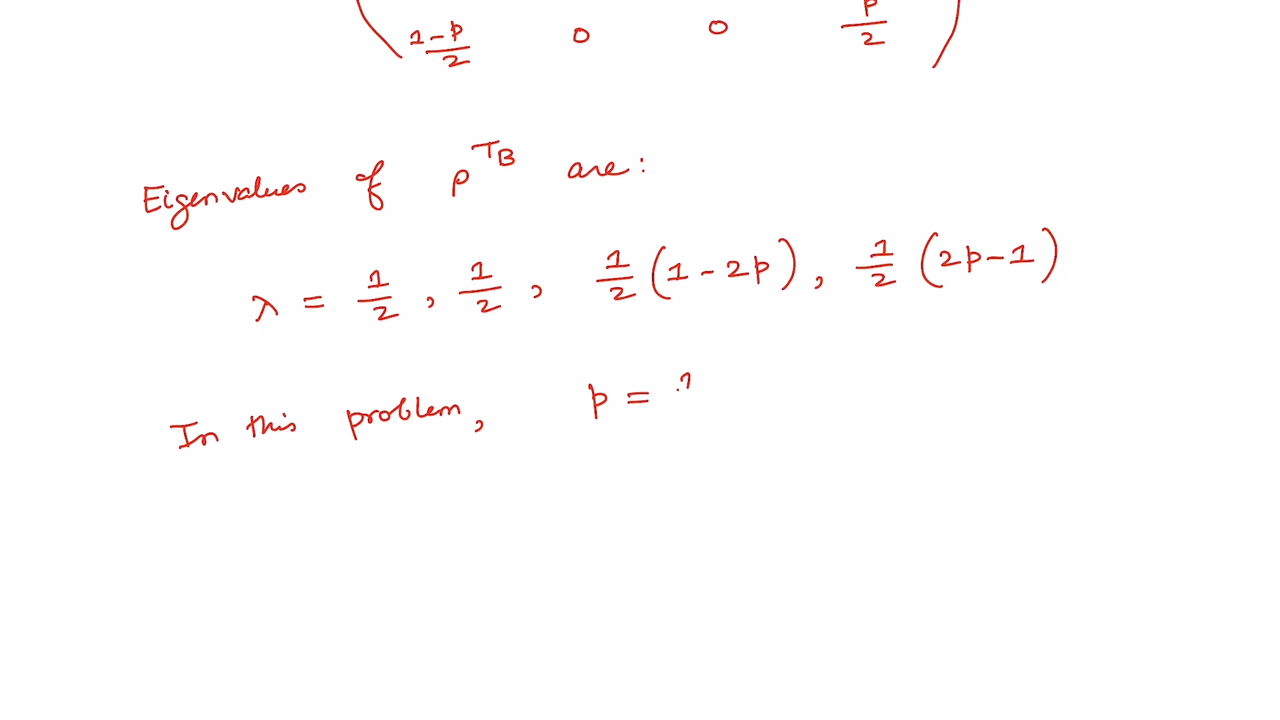 1-p/2 0 0 p/2
Eigenvalues of ρ^TB are:
λ = 1/2, 1/2, 1/2 (1-2p), 1/2 (2p-1)
In this problem, p =